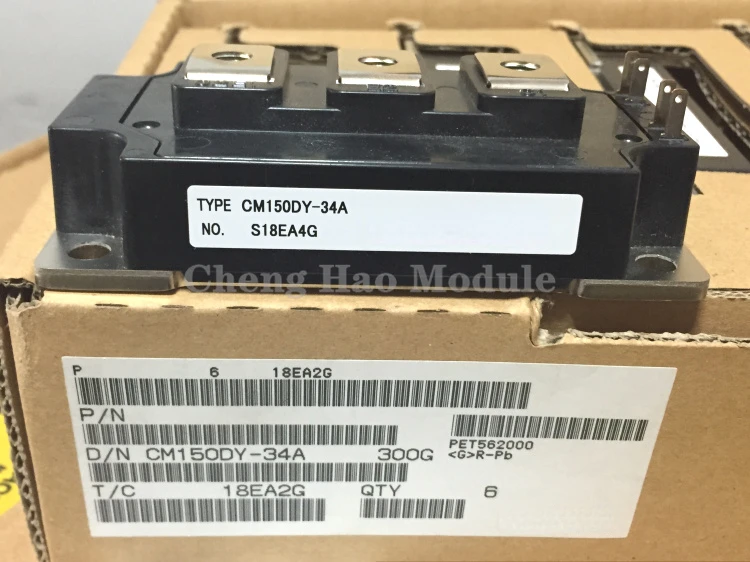 TYPE CM150DY-34A
NO. S18EA4G
Cheng Hao Module
P 6 18EA2G
P/N
PET562000
D/N CM150DY-34A 300G <G>R-Pb
T/C 18EA2G QTY 6